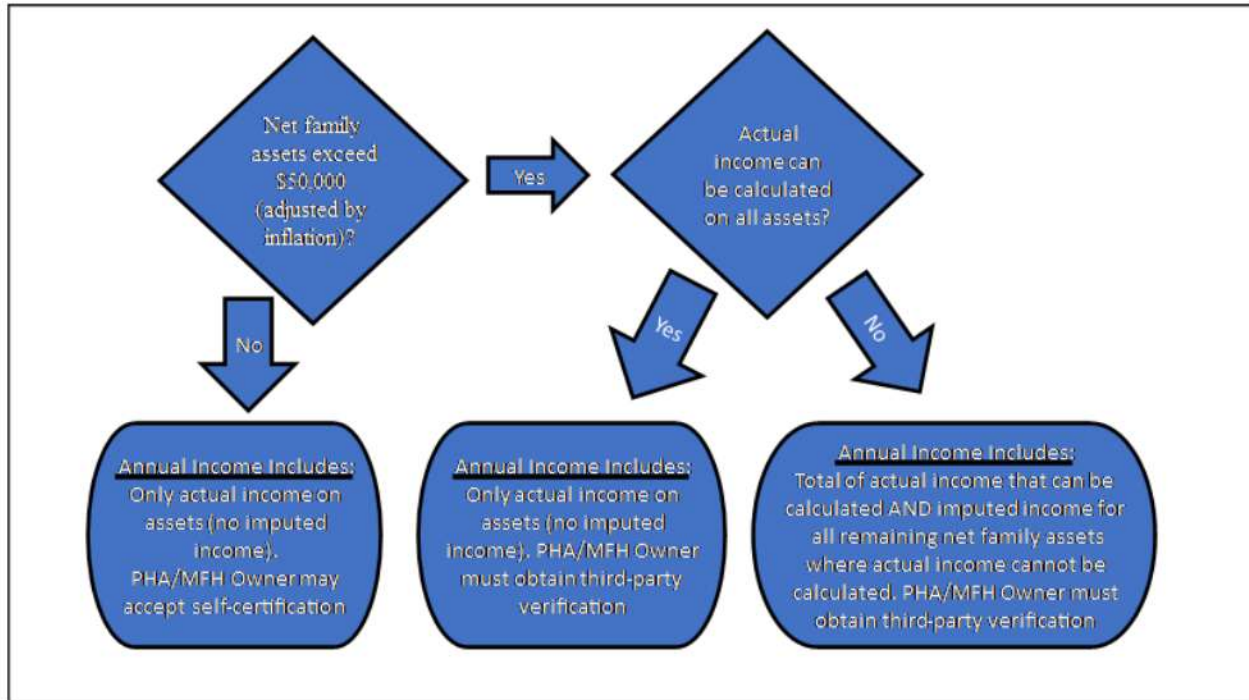 Net family
assets exceed
$50,000
(adjusted by
inflation)?
Yes
Actual
income can
be calculated
on all assets?
No
Yes
No
Annual Income Includes:
Only actual income on
assets (no imputed
income).
PHA/MFH Owner may
accept self-certification
Annual Income Includes:
Only actual income on
assets (no imputed
income). PHA/MFH Owner
must obtain third-party
verification
Annual Income Includes:
Total of actual income that can be
calculated AND imputed income for
all remaining net family assets
where actual income cannot be
calculated. PHA/MFH Owner must
obtain third-party verification